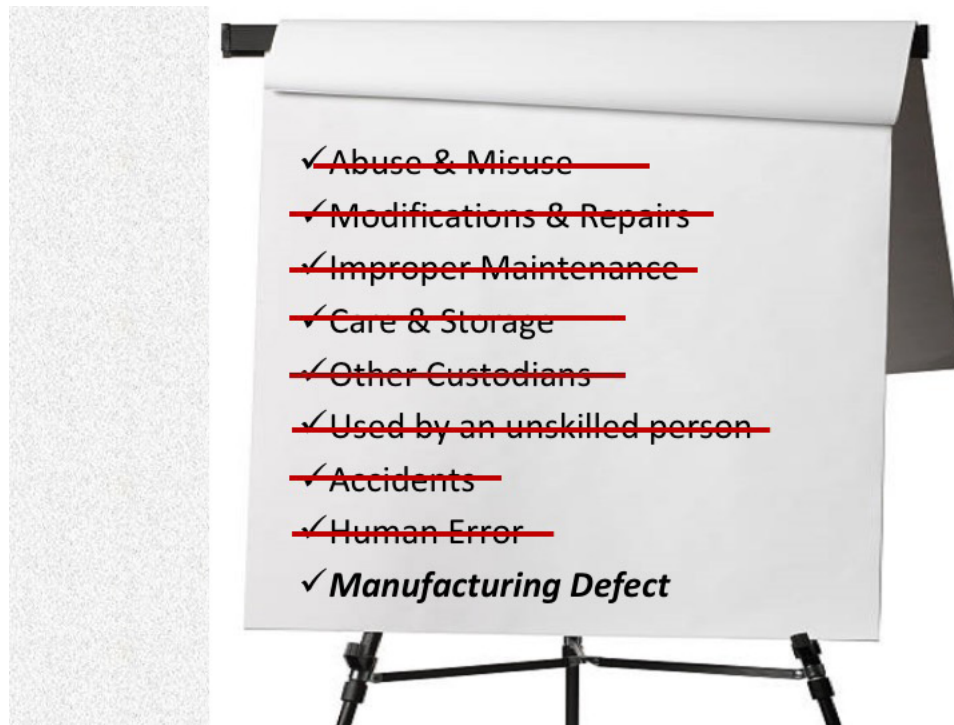 ✓Abuse & Misuse
✓Modifications & Repairs
✓Improper Maintenance
✓Care & Storage
✓Other Custodians
✓Used by an unskilled person
✓Accidents
✓Human Error
✓Manufacturing Defect